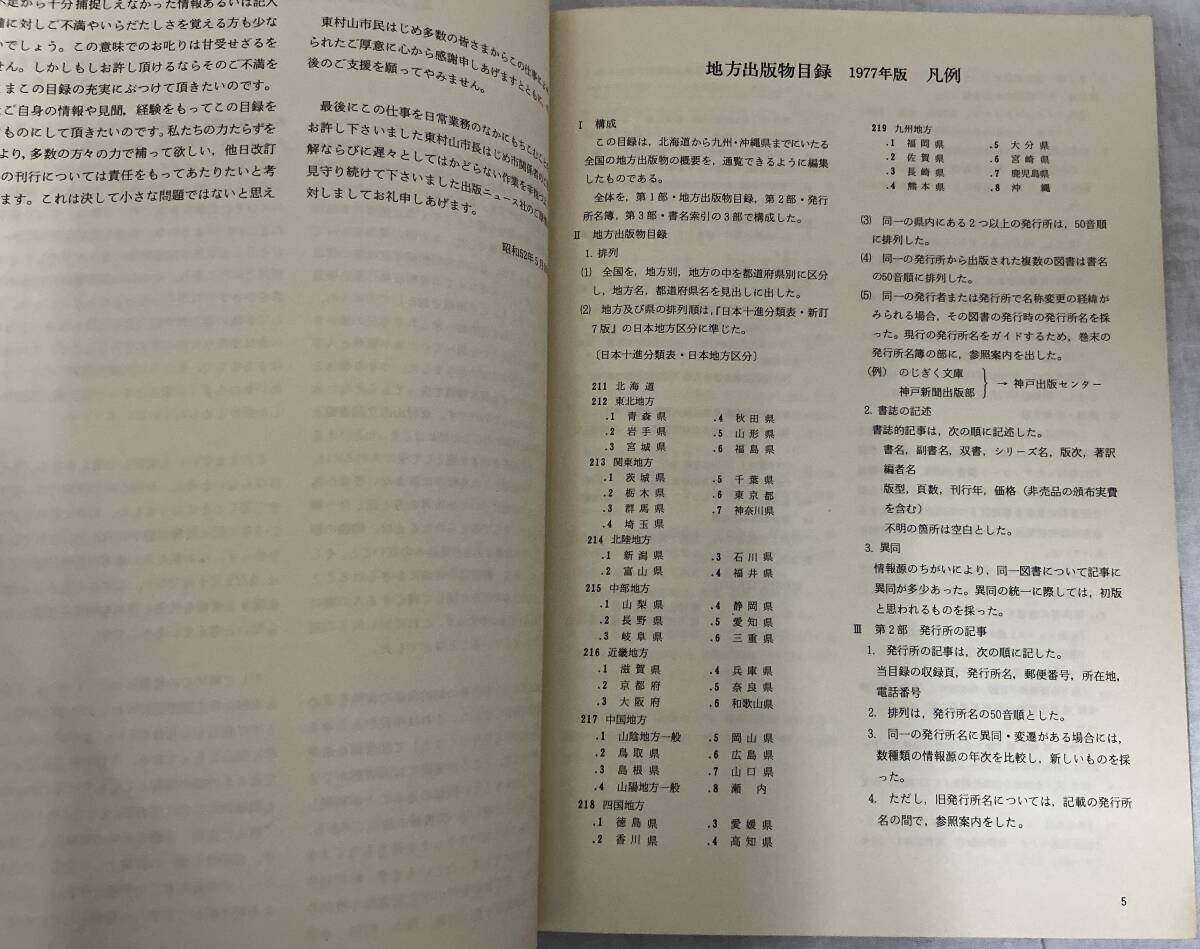 不足から十分捕捉しえなかった情報あるいは記入
に対しご不満やいらだたしさを覚える方も少な
でしょう。この意味でのお叱りは甘受せざるを
せん。しかしもしお許し頂けるならそのご不満を
まこの目録の充実にぶつけて頂きたいのです。
ご自身の情報や見聞，経験をもってこの目録を
ものにして頂きたいのです。私たちの力たらずを
より，多数の方々の力で補って欲しい，他日改訂
の刊行については責任をもってあたりたいと考
ます。これは決して小さな問題ではないと思え
東村山市民はじめ多数の皆さまからこの仕事に
られたご厚意に心から感謝申しあげますとともに，
後のご支援を願ってやみません。
最後にこの仕事を日常業務のなかにもちこむことを
お許し下さいました東村山市長はじめ市関係者の
解ならびに遅々としてはかどらない作業を辛抱
見守り続けて下さいました出版ニュース社のご
対しましてお礼申しあげます。
昭和52年5月
地方出版物目録 1977年版 凡例
Ⅰ 構成
この目録は，北海道から九州・沖縄県までにいたる
全国の地方出版物の概要を，通覧できるように編集
したものである。
全体を，第1部・地方出版物目録，第2部・発行
所名簿，第3部・書名索引の3部で構成した。
Ⅱ 地方出版物目録
1. 排列
⑴ 全国を，地方別，地方の中を都道府県別に区分
し，地方名，都道府県名を見出しに出した。
⑵ 地方及び県の排列順は，『日本十進分類表・新訂
7版』の日本地方区分に準じた。
〔日本十進分類表・日本地方区分〕
211 北海道
212 東北地方
.1 青森県 .4 秋田県
.2 岩手県 .5 山形県
.3 宮城県 .6 福島県
213 関東地方
.1 茨城県 .5 千葉県
.2 栃木県 .6 東京都
.3 群馬県 .7 神奈川県
.4 埼玉県
214 北陸地方
.1 新潟県 .3 石川県
.2 富山県 .4 福井県
215 中部地方
.1 山梨県 .4 静岡県
.2 長野県 .5 愛知県
.3 岐阜県 .6 三重県
216 近畿地方
.1 滋賀県 .4 兵庫県
.2 京都府 .5 奈良県
.3 大阪府 .6 和歌山県
217 中国地方
.1 山陰地方一般 .5 岡山県
.2 鳥取県 .6 広島県
.3 島根県 .7 山口県
.4 山陽地方一般 .8 瀬内
218 四国地方
.1 徳島県 .3 愛媛県
.2 香川県 .4 高知県
219 九州地方
.1 福岡県 .5 大分県
.2 佐賀県 .6 宮崎県
.3 長崎県 .7 鹿児島県
.4 熊本県 .8 沖縄
⑶ 同一の県内にある2つ以上の発行所は，50音順
に排列した。
⑷ 同一の発行所から出版された複数の図書は書名
の50音順に排列した。
⑸ 同一の発行者または発行所で名称変更の経緯が
みられる場合，その図書の発行時の発行所名を採
った。現行の発行所名をガイドするため，巻末の
発行所名簿の部に，参照案内を出した。
（例） のじぎく文庫
神戸新聞出版部 } → 神戸出版センター
2. 書誌の記述
書誌的記事は，次の順に記述した。
書名，副書名，双書，シリーズ名，版次，著訳
編者名
版型，頁数，刊行年，価格（非売品の頒布実費
を含む）
不明の箇所は空白とした。
3. 異同
情報源のちがいにより，同一図書について記事に
異同が多少あった。異同の統一に際しては，初版
と思われるものを採った。
Ⅲ 第2部 発行所の記事
1. 発行所の記事は，次の順に記した。
当目録の収録頁，発行所名，郵便番号，所在地，
電話番号
2. 排列は，発行所名の50音順とした。
3. 同一の発行所名に異同・変遷がある場合には，
数種類の情報源の年次を比較し，新しいものを採
った。
4. ただし，旧発行所名については，記載の発行所
名の間で，参照案内をした。
5